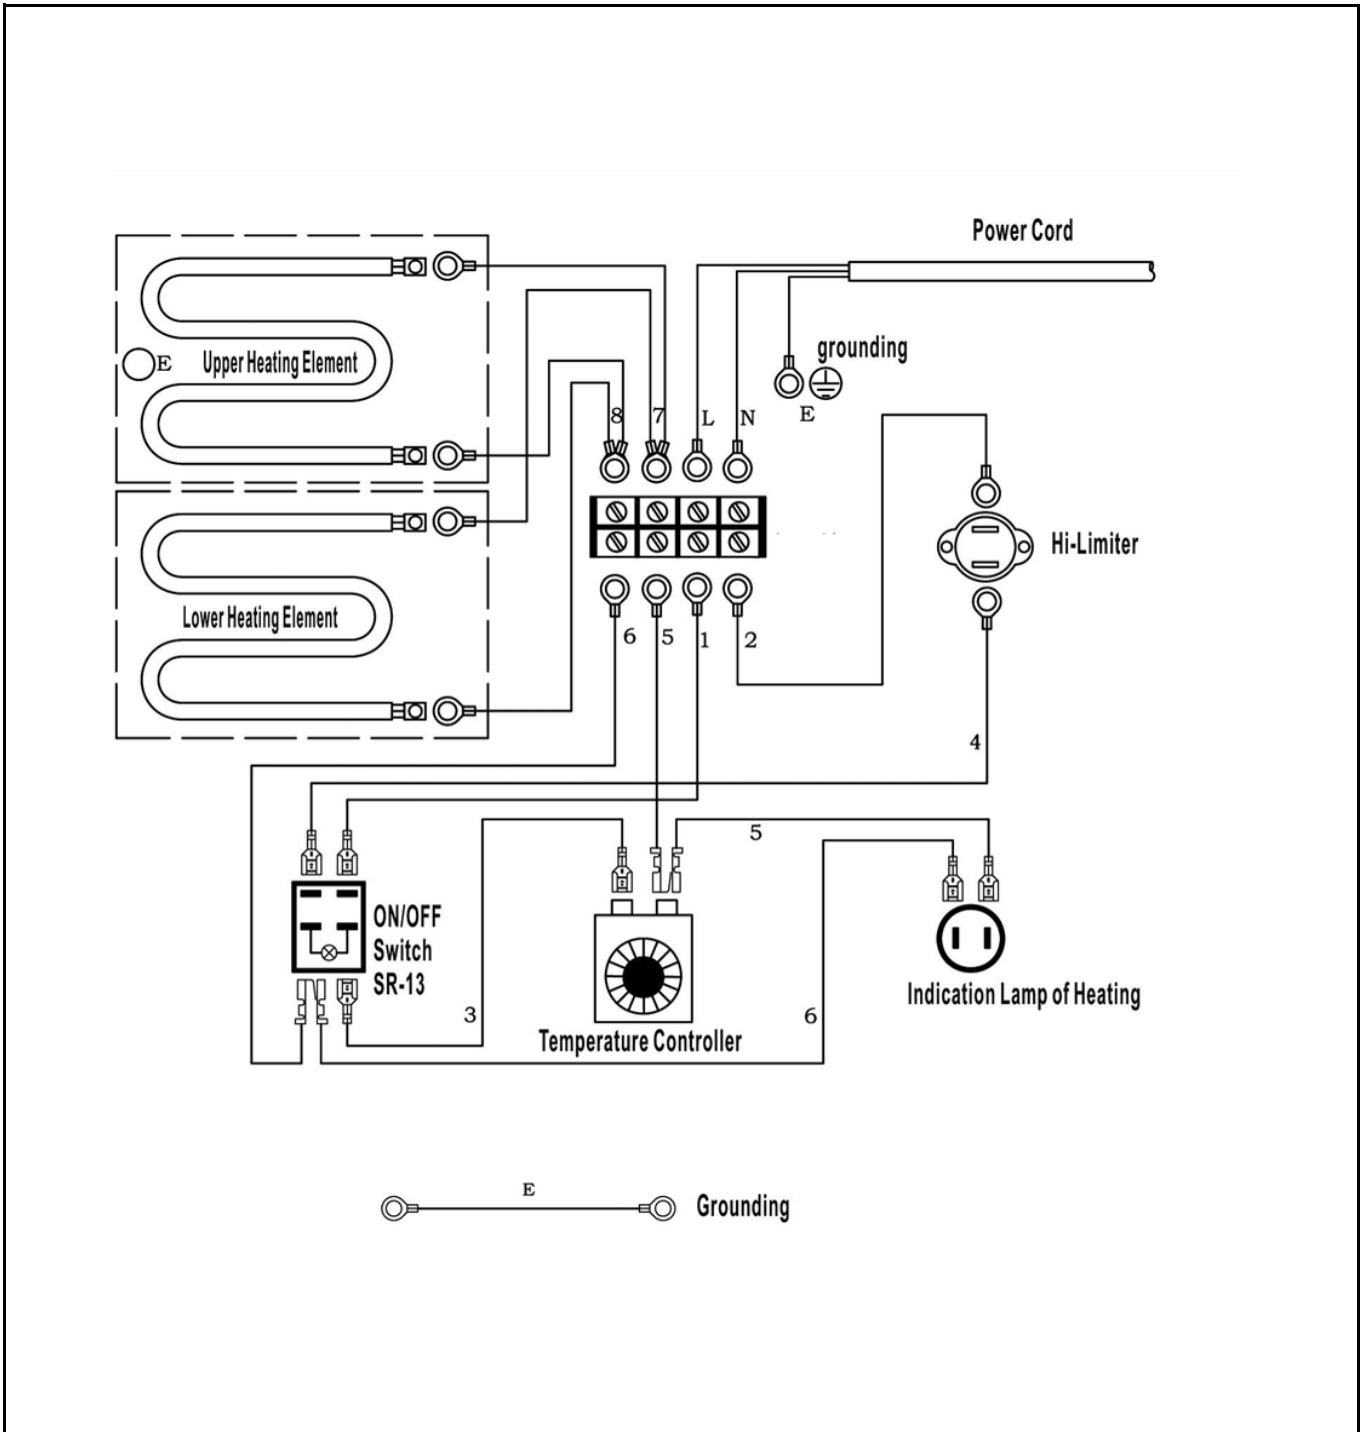 Power Cord
grounding
E
Upper Heating Element
E
8
7
L
N
Hi-Limiter
Lower Heating Element
6
5
1
2
4
5
ON/OFF
Switch
SR-13
3
6
Indication Lamp of Heating
Temperature Controller
E
Grounding